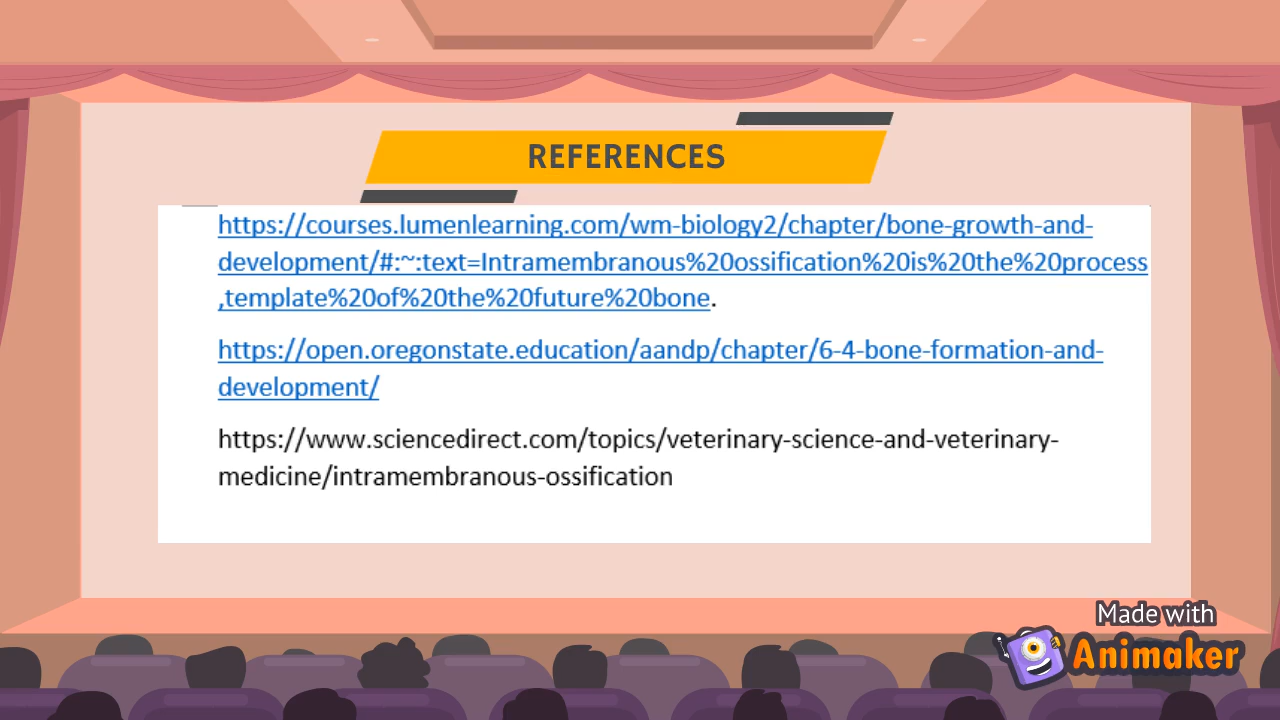 REFERENCES
https://courses.lumenlearning.com/wm-biology2/chapter/bone-growth-and-
development/#:~:text=Intramembranous%20ossification%20is%20the%20process
,template%20of%20the%20future%20bone.
https://open.oregonstate.education/aandp/chapter/6-4-bone-formation-and-
development/
https://www.sciencedirect.com/topics/veterinary-science-and-veterinary-
medicine/intramembranous-ossification
Made with
Animaker